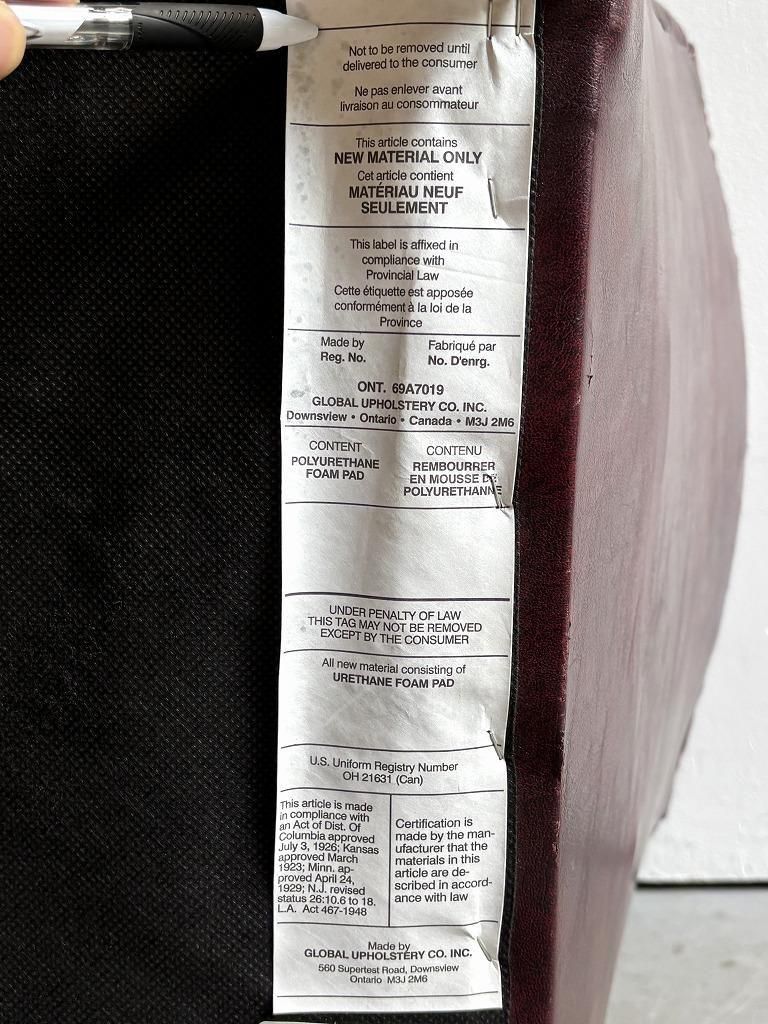 Not to be removed until
delivered to the consumer
Ne pas enlever avant
livraison au consommateur
This article contains
NEW MATERIAL ONLY
Cet article contient
MATÉRIAU NEUF
SEULEMENT
This label is affixed in
compliance with
Provincial Law
Cette étiquette est apposée
conformément à la loi de la
Province
Made by
Reg. No.
Fabriqué par
No. D'enrg.
ONT. 69A7019
GLOBAL UPHOLSTERY CO. INC.
Downsview • Ontario • Canada • M3J 2M6
CONTENT
POLYURETHANE
FOAM PAD
CONTENU
REMBOURRER
EN MOUSSE DE
POLYURETHANNE
UNDER PENALTY OF LAW
THIS TAG MAY NOT BE REMOVED
EXCEPT BY THE CONSUMER
All new material consisting of
URETHANE FOAM PAD
U.S. Uniform Registry Number
OH 21631 (Can)
This article is made
in compliance with
an Act of Dist. Of
Columbia approved
July 3, 1926; Kansas
approved March
1923; Minn. ap-
proved April 24,
1929; N.J. revised
status 26:10.6 to 18.
L.A. Act 467-1948
Certification is
made by the man-
ufacturer that the
materials in this
article are de-
scribed in accord-
ance with law
Made by
GLOBAL UPHOLSTERY CO. INC.
560 Supertest Road, Downsview
Ontario M3J 2M6